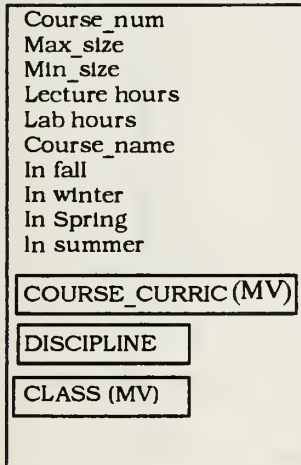 Course_num
Max_size
Min_size
Lecture hours
Lab hours
Course_name
In fall
In winter
In Spring
In summer
COURSE_CURRIC (MV)
DISCIPLINE
CLASS (MV)